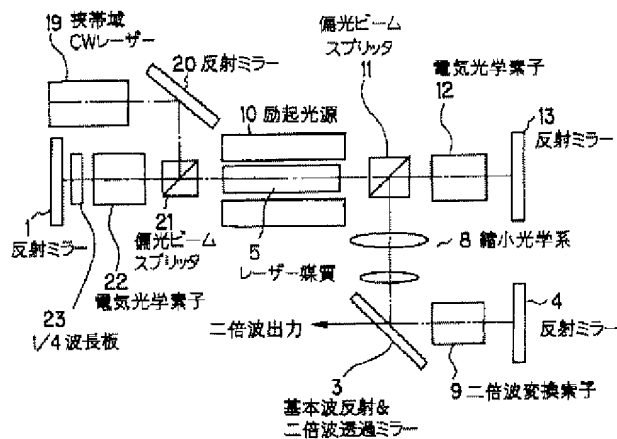 19 狭帯域
CWレーザー
20 反射ミラー
偏光ビーム
スプリッタ
11
電気光学素子
12
13
反射ミラー
10 励起光源
1
反射ミラー
21
偏光ビーム
スプリッタ
5
レーザー媒質
8 縮小光学系
22
電気光学素子
23
1/4波長板
二倍波出力
4
反射ミラー
3
基本波反射&
二倍波透過ミラー
9 二倍波変換素子